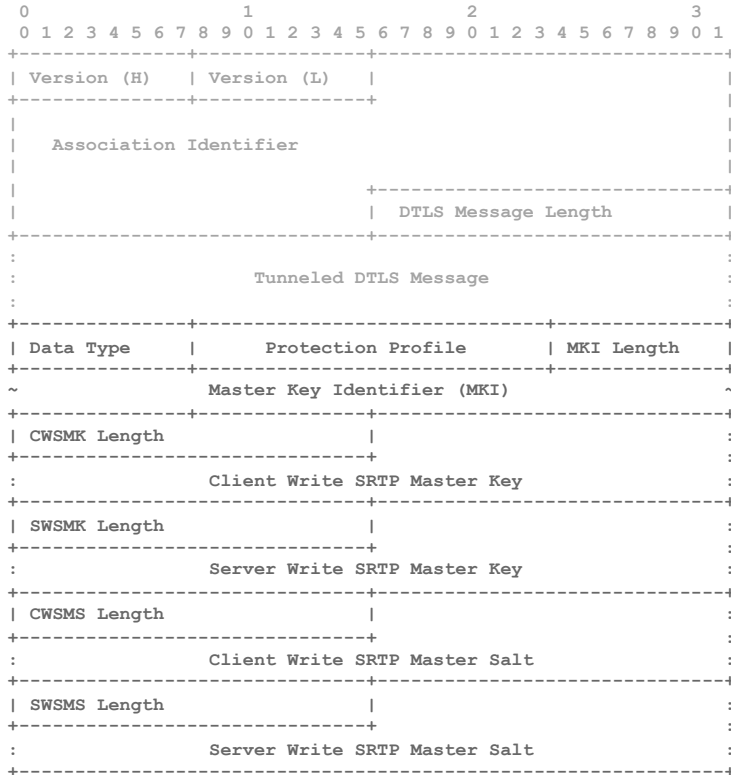 0                   1                   2                   3
0 1 2 3 4 5 6 7 8 9 0 1 2 3 4 5 6 7 8 9 0 1 2 3 4 5 6 7 8 9 0 1
+---------------+---------------+-------------------------------+
| Version (H)   | Version (L)   |                               |
+---------------+---------------+                               |
|                                                               |
|   Association Identifier                                      |
|                                                               |
|                               +-------------------------------+
|                               |  DTLS Message Length          |
+-------------------------------+-------------------------------+
:                                                               :
:                     Tunneled DTLS Message                     :
:                                                               :
+---------------+-------------------------------+---------------+
| Data Type     |      Protection Profile       | MKI Length    |
+---------------+-------------------------------+---------------+
~                 Master Key Identifier (MKI)                   ~
+---------------+---------------+-------------------------------+
| CWSMK Length                  |                               :
+-------------------------------+                               :
:                 Client Write SRTP Master Key                  :
+-------------------------------+-------------------------------+
| SWSMK Length                  |                               :
+-------------------------------+                               :
:                 Server Write SRTP Master Key                  :
+-------------------------------+-------------------------------+
| CWSMS Length                  |                               :
+-------------------------------+                               :
:                 Client Write SRTP Master Salt                 :
+-------------------------------+-------------------------------+
| SWSMS Length                  |                               :
+-------------------------------+                               :
:                 Server Write SRTP Master Salt                 :
+---------------------------------------------------------------+